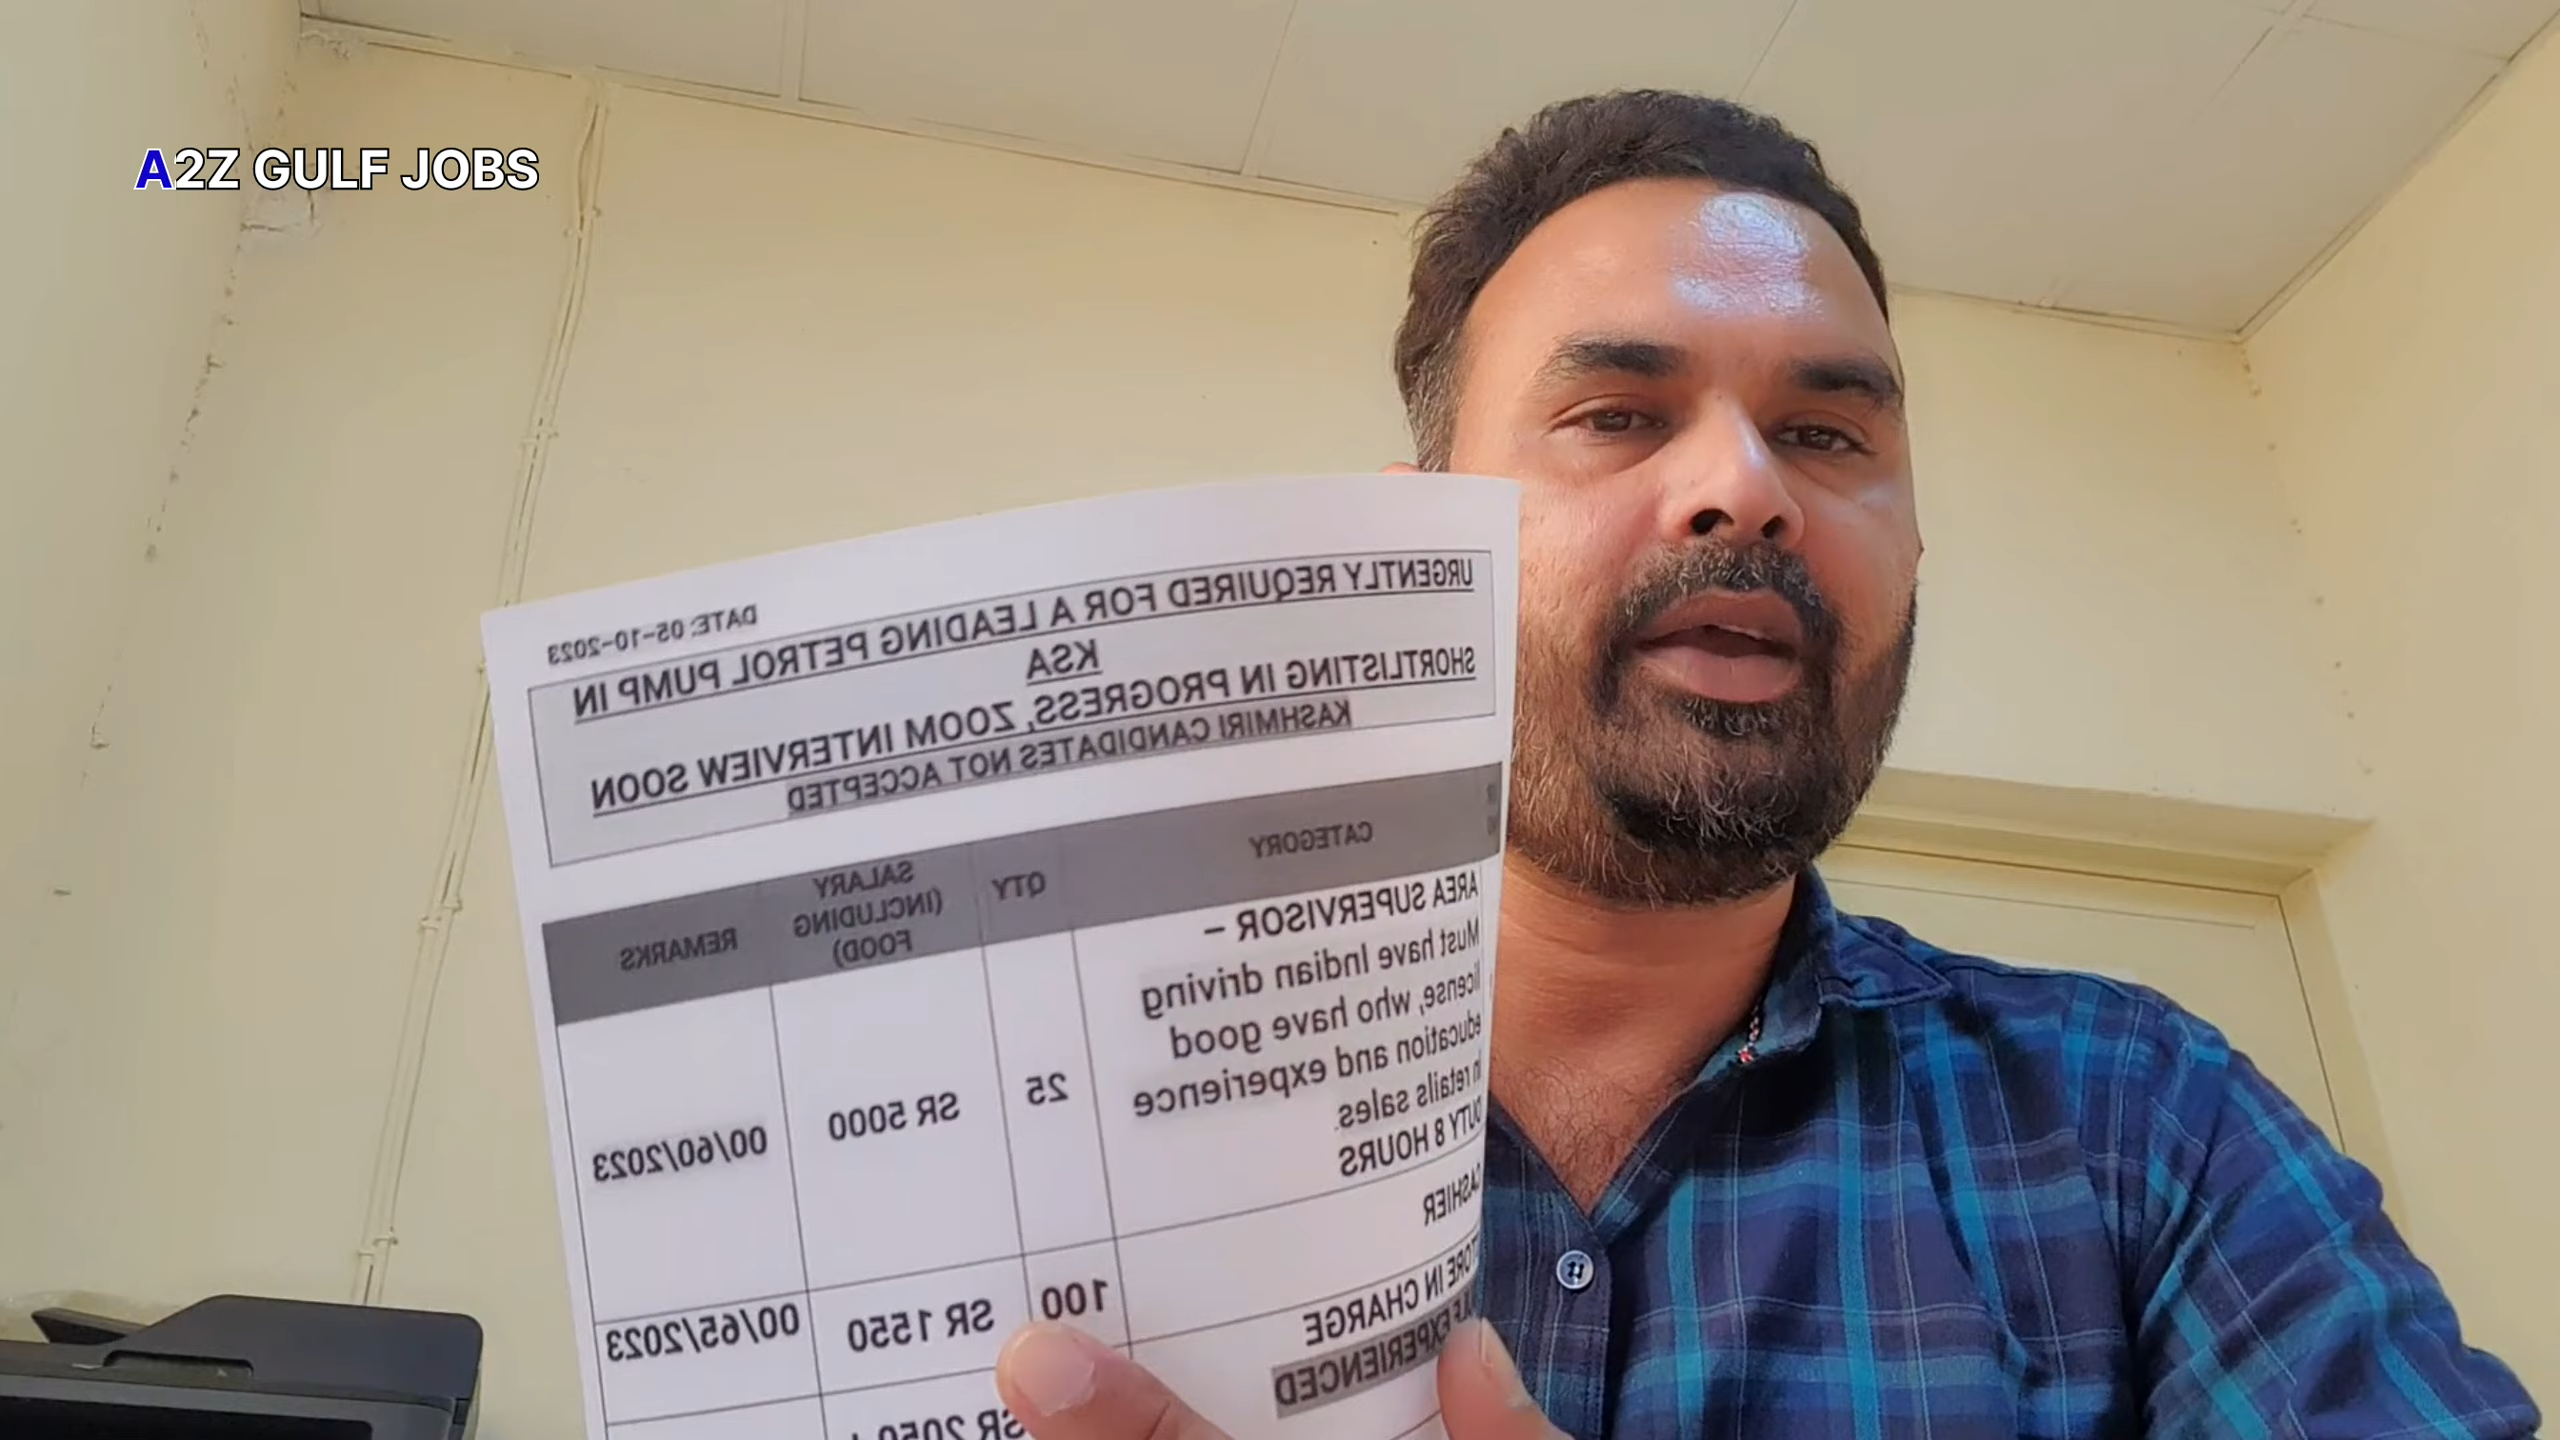 A2Z GULF JOBS
DATE: 05-10-2023
URGENTLY REQUIRED FOR A LEADING PETROL PUMP IN
KSA
SHORTLISTING IN PROGRESS, ZOOM INTERVIEW SOON
KASHMIRI CANDIDATES NOT ACCEPTED
CATEGORY QTY SALARY (INCLUDING FOOD) REMARKS
AREA SUPERVISOR –
Must have Indian driving
license, who have good
education and experience
in retails sales.
DUTY 8 HOURS
25 SR 5000 00/60/2023
CASHIER
100 SR 1550 00/65/2023
STORE IN CHARGE
EXPERIENCED
SR 2050